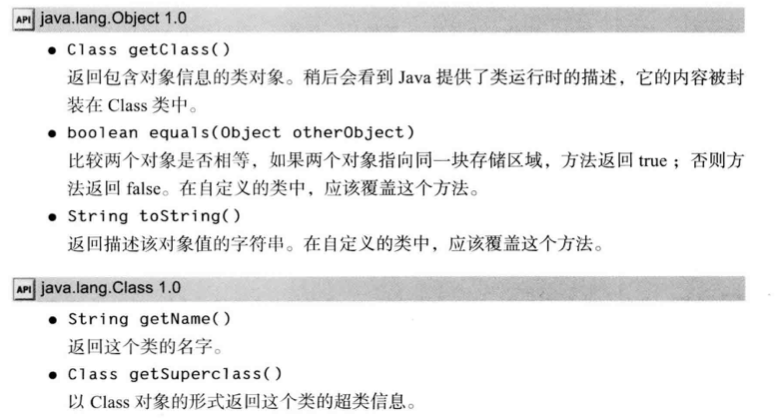 API java.lang.Object 1.0
● Class getClass()
返回包含对象信息的类对象。稍后会看到 Java 提供了类运行时的描述，它的内容被封
装在 Class 类中。
● boolean equals(Object otherObject)
比较两个对象是否相等，如果两个对象指向同一块存储区域，方法返回 true ；否则方
法返回 false。在自定义的类中，应该覆盖这个方法。
● String toString()
返回描述该对象值的字符串。在自定义的类中，应该覆盖这个方法。
API java.lang.Class 1.0
● String getName()
返回这个类的名字。
● Class getSuperclass()
以 Class 对象的形式返回这个类的超类信息。